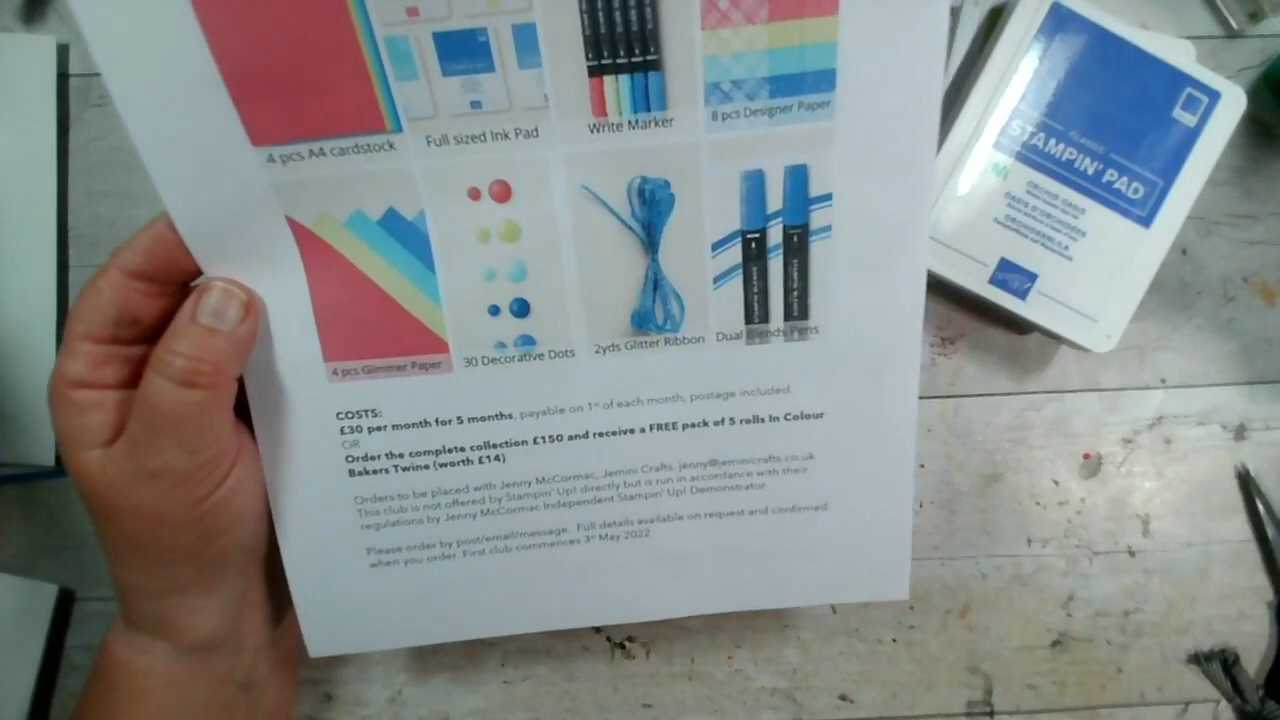 4 pcs A4 cardstock
Full sized Ink Pad
Write Marker
8 pcs Designer Paper
4 pcs Glimmer Paper
30 Decorative Dots
2yds Glitter Ribbon
Dual Blends Pens
COSTS:
£30 per month for 5 months, payable on 1st of each month, postage included.
OR
Order the complete collection £150 and receive a FREE pack of 5 rolls In Colour
Bakers Twine (worth £14)
Orders to be placed with Jenny McCormac, Jemini Crafts, jenny@jeminicrafts.co.uk
This club is not offered by Stampin' Up! directly but is run in accordance with their
regulations by Jenny McCormac Independent Stampin' Up! Demonstrator
Please order by post/email/message. Full details available on request and confirmed
when you order. First club commences 3rd May 2022
CLASSIC
STAMPIN' PAD
ORCHID OASIS
OASIS D'ORCHIDÉES
ORCHIDEENLILA